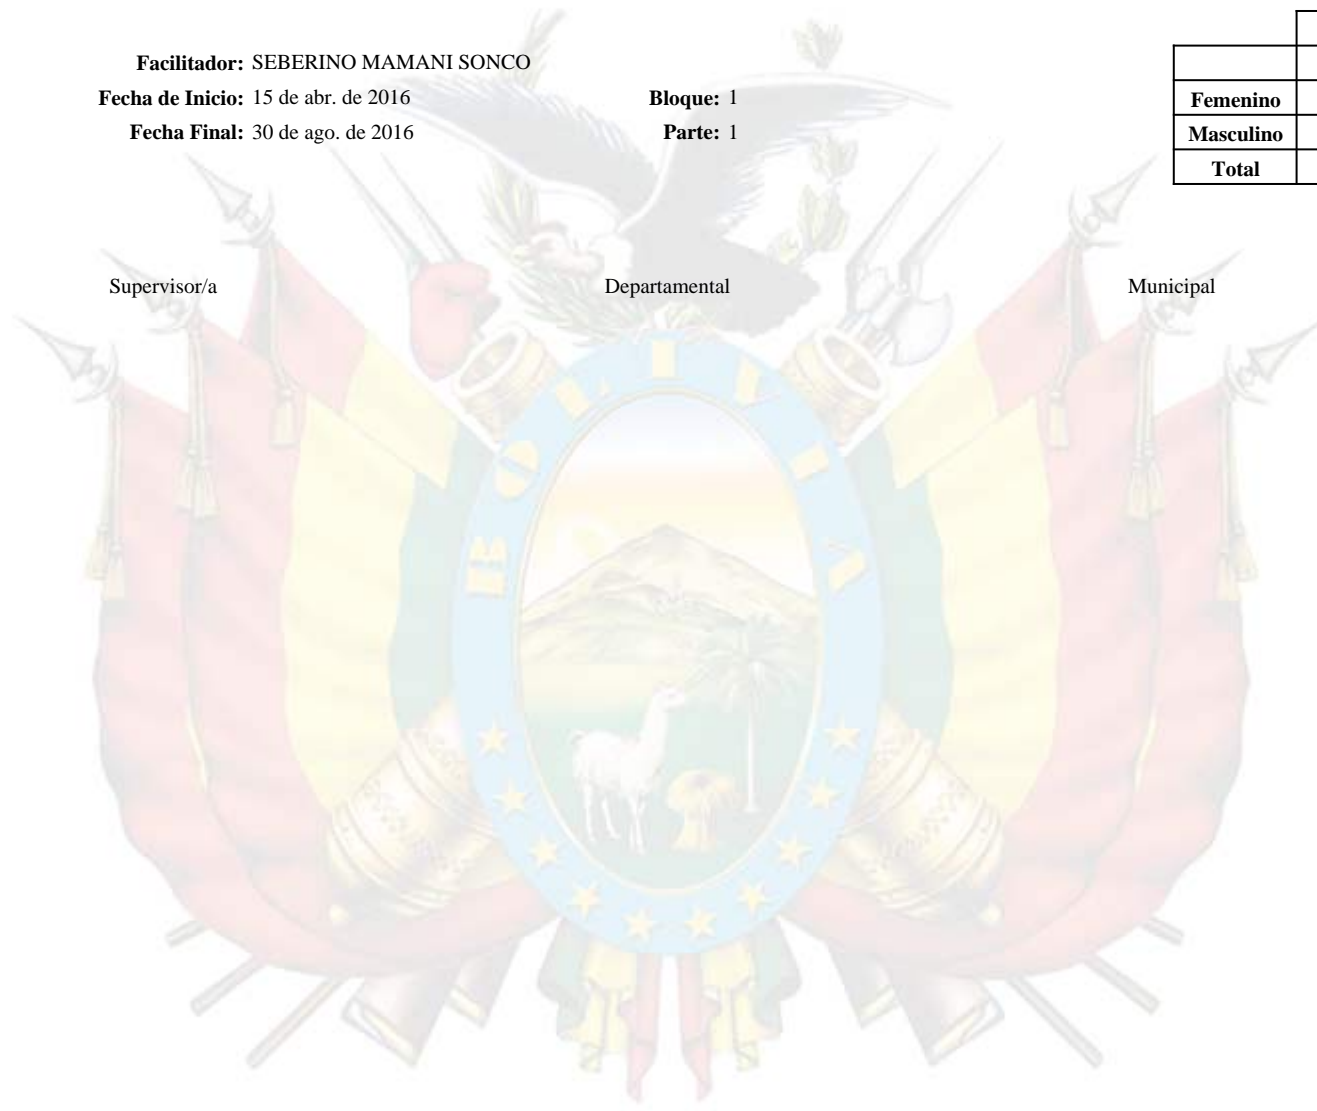 Facilitador: SEBERINO MAMANI SONCO
Fecha de Inicio: 15 de abr. de 2016 Bloque: 1
Fecha Final: 30 de ago. de 2016 Parte: 1
Femenino
Masculino
Total
Supervisor/a Departamental Municipal
BOLIVIA